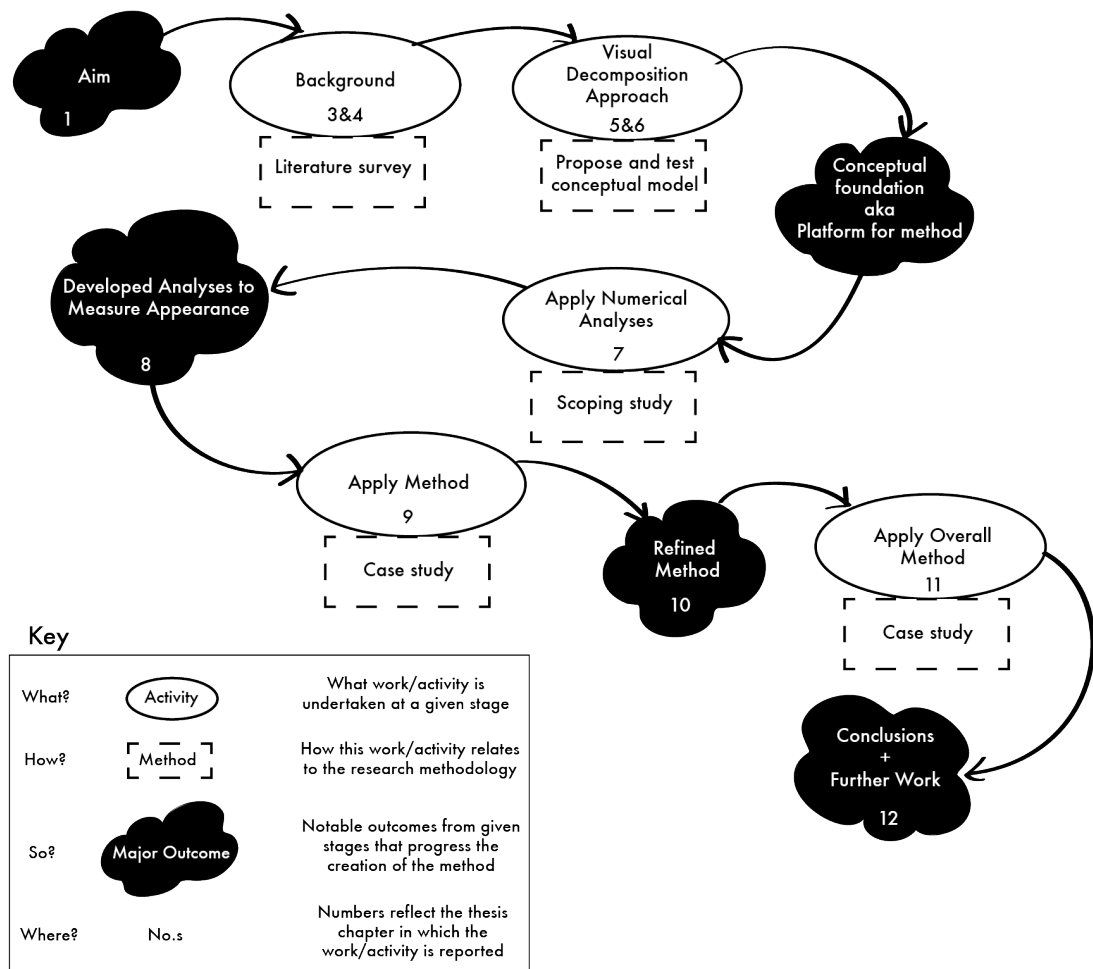 Aim
1
Background
3&4
Literature survey
Visual
Decomposition
Approach
5&6
Propose and test
conceptual model
Conceptual
foundation
aka
Platform for method
Developed Analyses to
Measure Appearance
8
Apply Numerical
Analyses
7
Scoping study
Apply Method
9
Case study
Refined
Method
10
Apply Overall
Method
11
Case study
Conclusions
+
Further Work
12
Key
What?
Activity
What work/activity is
undertaken at a given stage
How?
Method
How this work/activity relates
to the research methodology
So?
Major Outcome
Notable outcomes from given
stages that progress the
creation of the method
Where?
No.s
Numbers reflect the thesis
chapter in which the
work/activity is reported